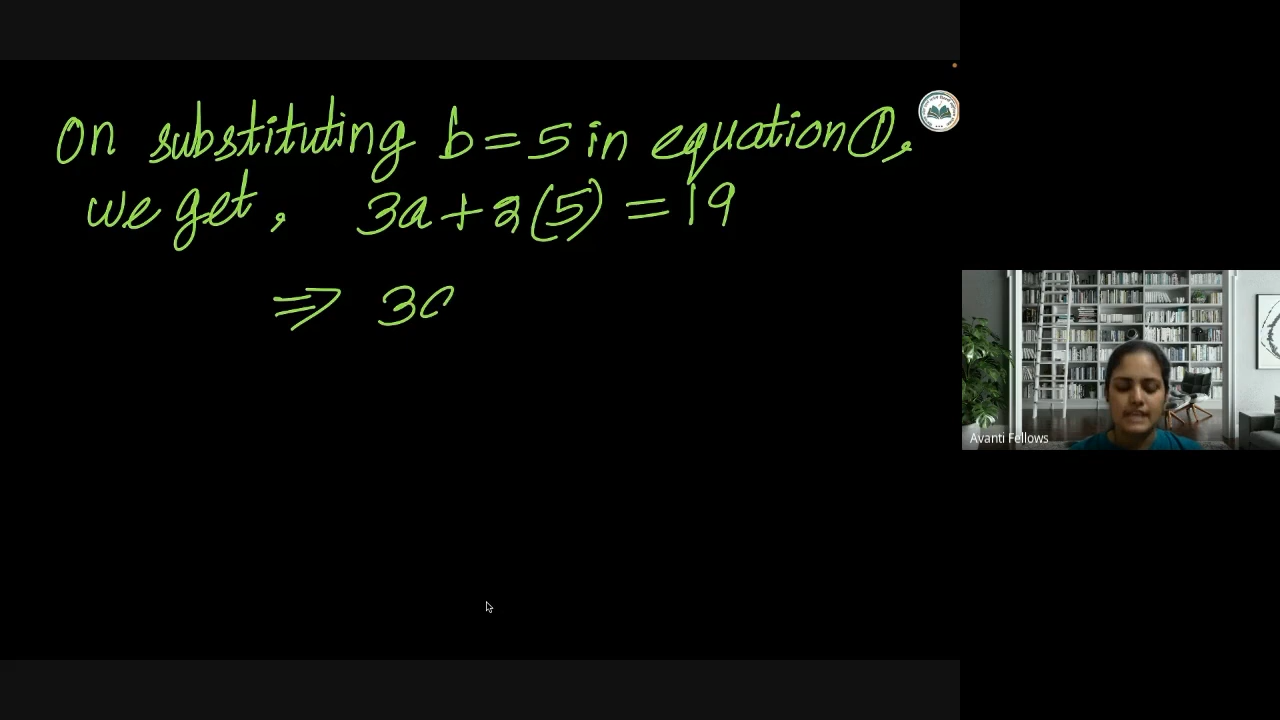 On substituting b = 5 in equation ①,
we get, 3a + 2(5) = 19
⇒ 3a
Avanti Fellows